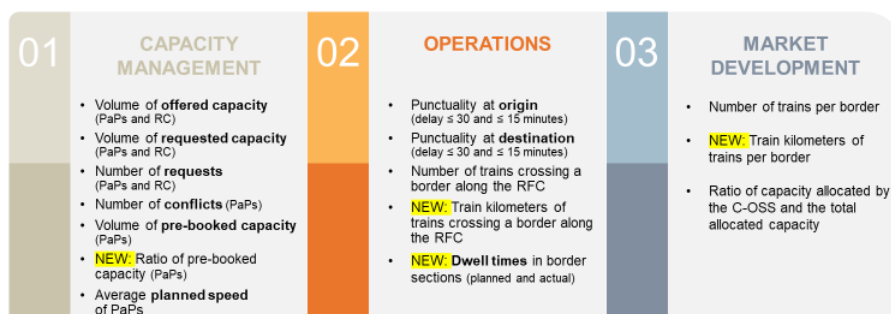 01
CAPACITY
MANAGEMENT
• Volume of offered capacity
(PaPs and RC)
• Volume of requested capacity
(PaPs and RC)
• Number of requests
(PaPs and RC)
• Number of conflicts (PaPs)
• Volume of pre-booked capacity
(PaPs)
• NEW: Ratio of pre-booked
capacity (PaPs)
• Average planned speed
of PaPs
02
OPERATIONS
• Punctuality at origin
(delay ≤ 30 and ≤ 15 minutes)
• Punctuality at destination
(delay ≤ 30 and ≤ 15 minutes)
• Number of trains crossing a
border along the RFC
• NEW: Train kilometers of
trains crossing a border along
the RFC
• NEW: Dwell times in border
sections (planned and actual)
03
MARKET
DEVELOPMENT
• Number of trains per border
• NEW: Train kilometers of
trains per border
• Ratio of capacity allocated by
the C-OSS and the total
allocated capacity